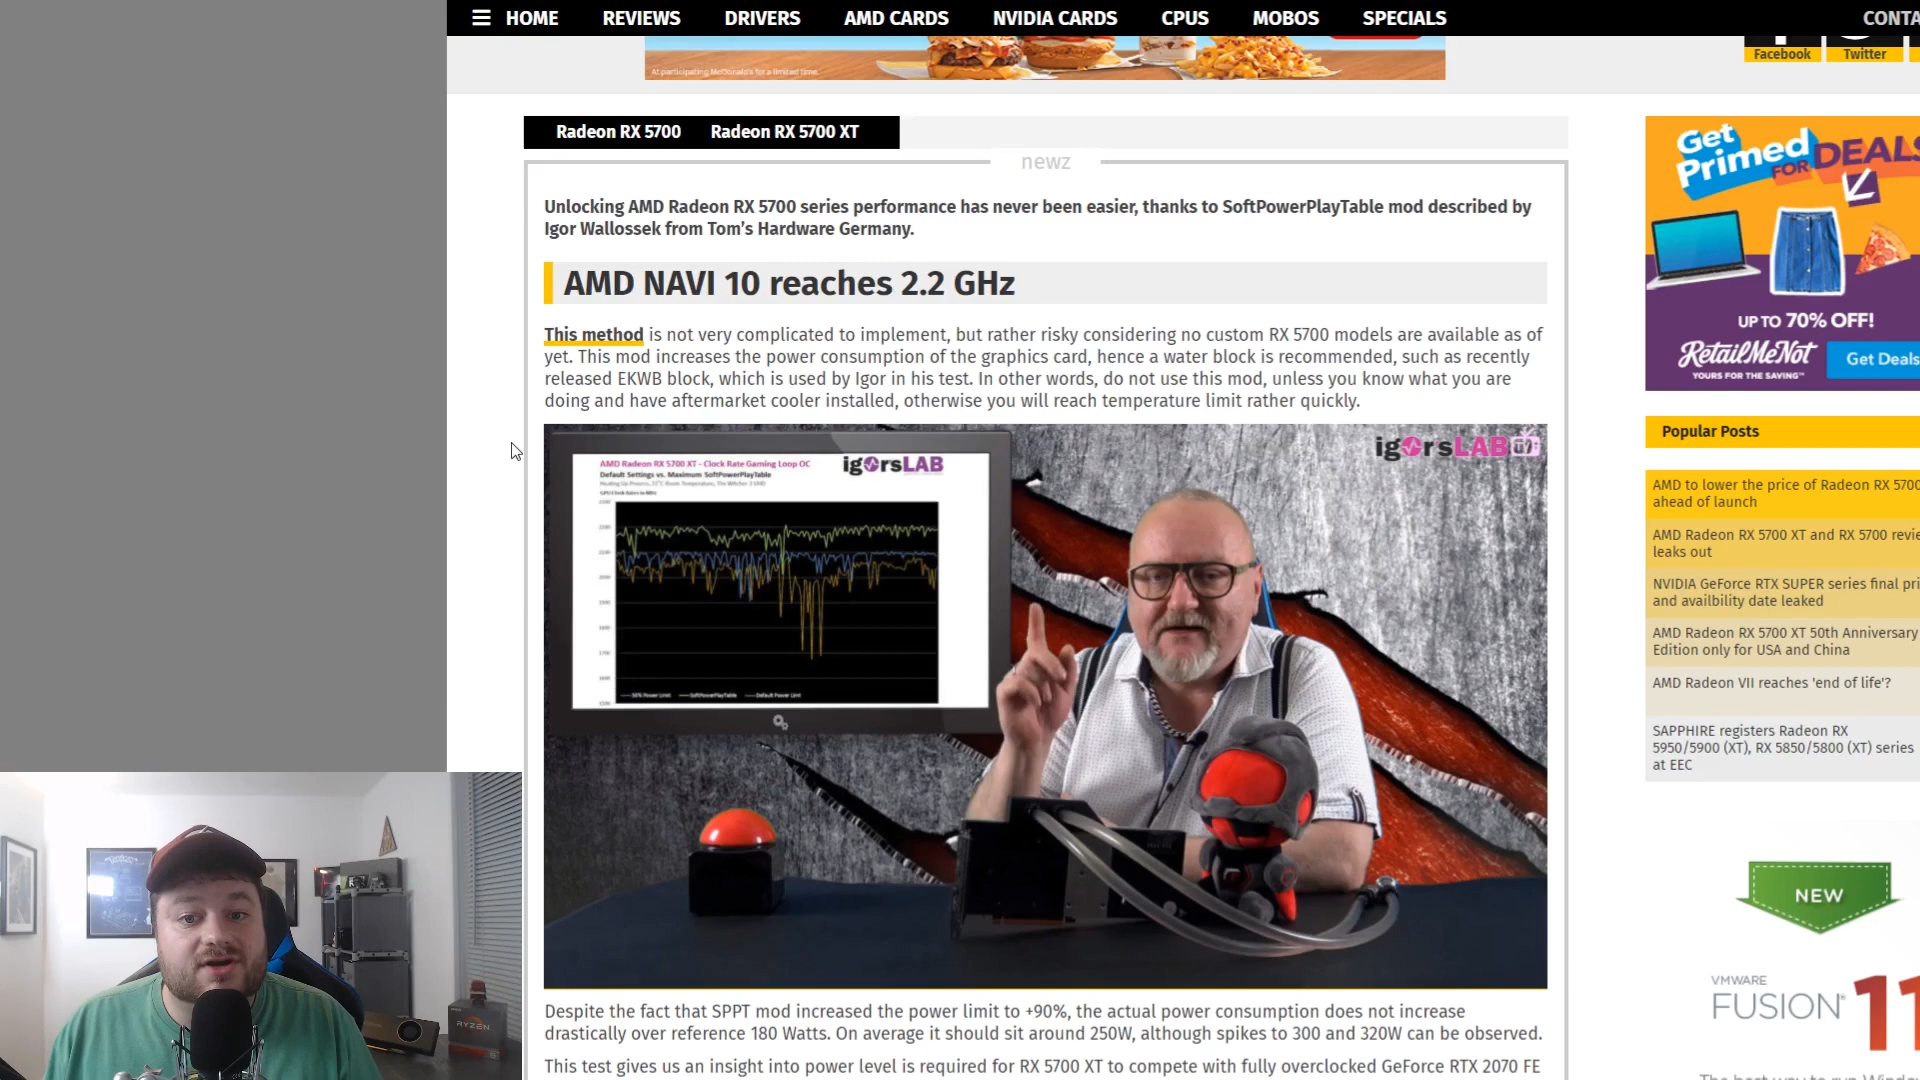 HOME REVIEWS DRIVERS AMD CARDS NVIDIA CARDS CPUS MOBOS SPECIALS CONTA
At participating McDonald's for a limited time.
Facebook Twitter
Radeon RX 5700 Radeon RX 5700 XT
newz
Unlocking AMD Radeon RX 5700 series performance has never been easier, thanks to SoftPowerPlayTable mod described by
Igor Wallossek from Tom's Hardware Germany.
AMD NAVI 10 reaches 2.2 GHz
This method is not very complicated to implement, but rather risky considering no custom RX 5700 models are available as of
yet. This mod increases the power consumption of the graphics card, hence a water block is recommended, such as recently
released EKWB block, which is used by Igor in his test. In other words, do not use this mod, unless you know what you are
doing and have aftermarket cooler installed, otherwise you will reach temperature limit rather quickly.
igorsLAB TV
AMD Radeon RX 5700 XT - Clock Rate Gaming Loop OC
igorsLAB
Default Settings vs. Maximum SoftPowerPlayTable
50% Power Limit SoftPowerPlayTable Default Power Limit
RYZEN
Despite the fact that SPPT mod increased the power limit to +90%, the actual power consumption does not increase
drastically over reference 180 Watts. On average it should sit around 250W, although spikes to 300 and 320W can be observed.
This test gives us an insight into power level is required for RX 5700 XT to compete with fully overclocked GeForce RTX 2070 FE
Get
Primed
FOR DEALS
UP TO 70% OFF!
RetailMeNot
YOURS FOR THE SAVING™
Get Deals
Popular Posts
AMD to lower the price of Radeon RX 5700
ahead of launch
AMD Radeon RX 5700 XT and RX 5700 revie
leaks out
NVIDIA GeForce RTX SUPER series final pri
and availbility date leaked
AMD Radeon RX 5700 XT 50th Anniversary
Edition only for USA and China
AMD Radeon VII reaches 'end of life'?
SAPPHIRE registers Radeon RX
5950/5900 (XT), RX 5850/5800 (XT) series
at EEC
NEW
VMWARE
FUSION® 11